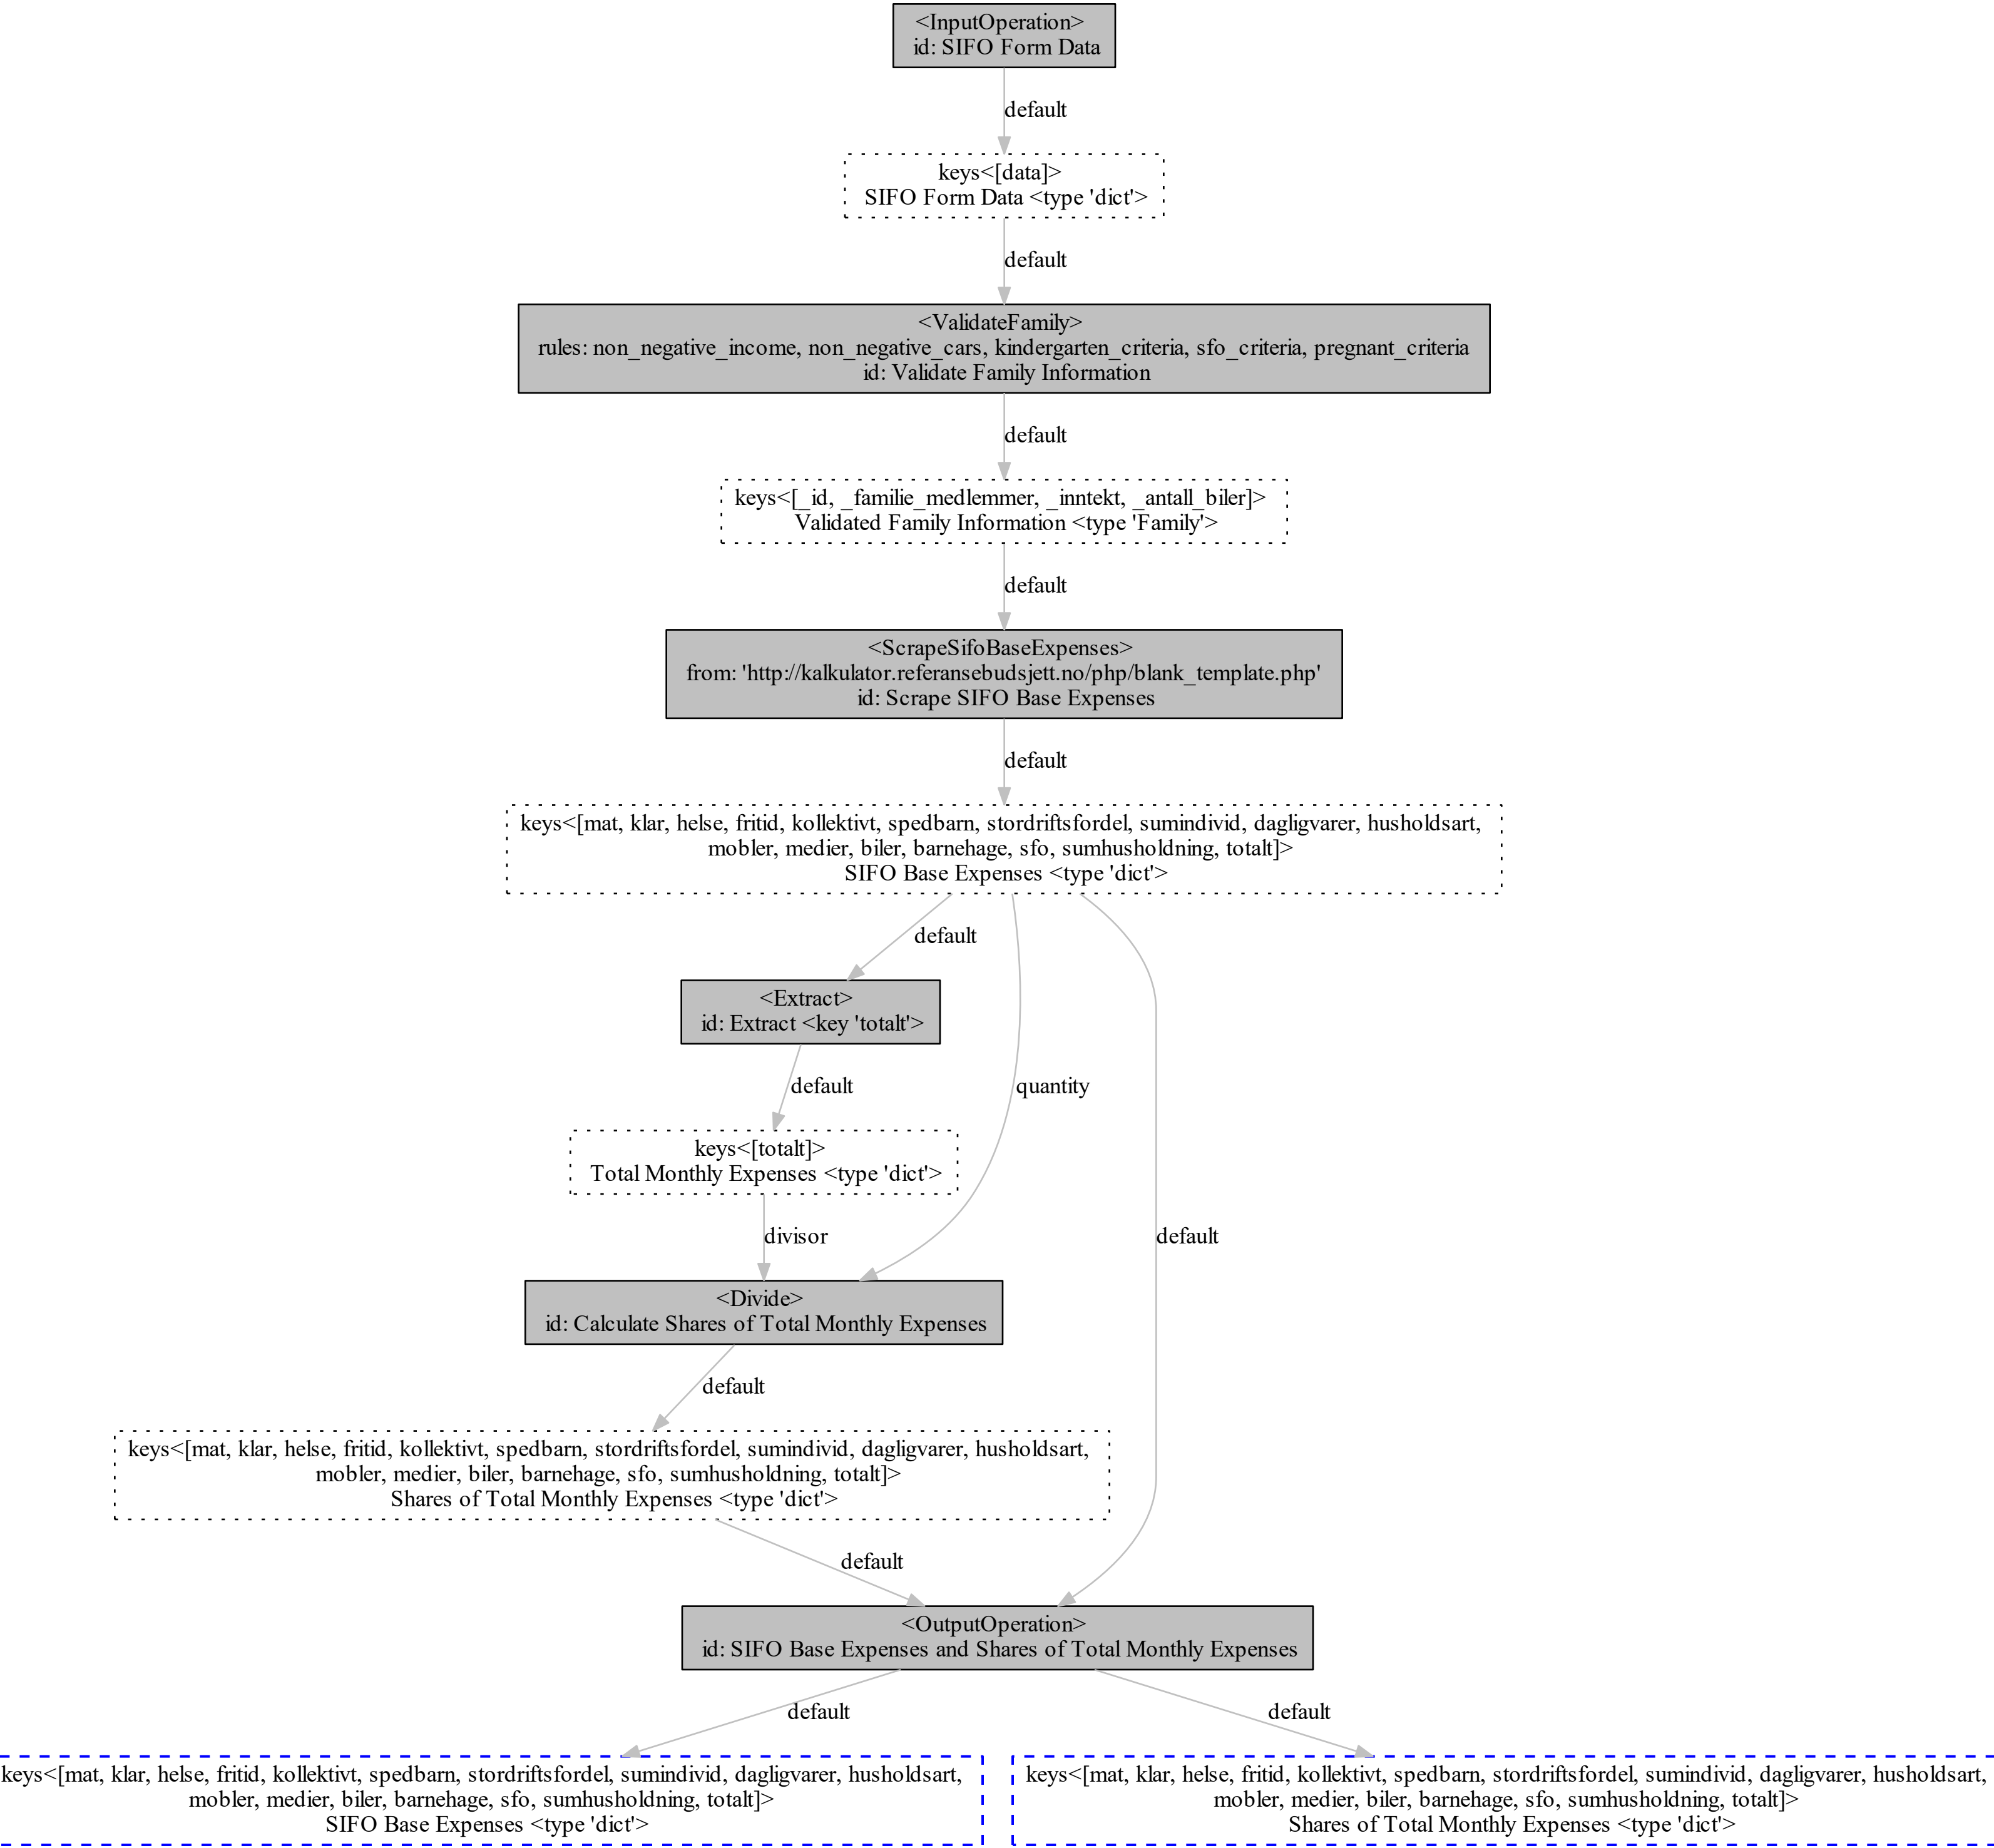 <InputOperation>
id: SIFO Form Data
default
keys<[data]>
SIFO Form Data <type 'dict'>
default
<ValidateFamily>
rules: non_negative_income, non_negative_cars, kindergarten_criteria, sfo_criteria, pregnant_criteria
id: Validate Family Information
default
keys<[_id, _familie_medlemmer, _inntekt, _antall_biler]>
Validated Family Information <type 'Family'>
default
<ScrapeSifoBaseExpenses>
from: 'http://kalkulator.referansebudsjett.no/php/blank_template.php'
id: Scrape SIFO Base Expenses
default
keys<[mat, klar, helse, fritid, kollektivt, spedbarn, stordriftsfordel, sumindivid, dagligvarer, husholdsart,
mobler, medier, biler, barnehage, sfo, sumhusholdning, totalt]>
SIFO Base Expenses <type 'dict'>
default
<Extract>
id: Extract <key 'totalt'>
default
quantity
keys<[totalt]>
Total Monthly Expenses <type 'dict'>
divisor
default
<Divide>
id: Calculate Shares of Total Monthly Expenses
default
keys<[mat, klar, helse, fritid, kollektivt, spedbarn, stordriftsfordel, sumindivid, dagligvarer, husholdsart,
mobler, medier, biler, barnehage, sfo, sumhusholdning, totalt]>
Shares of Total Monthly Expenses <type 'dict'>
default
<OutputOperation>
id: SIFO Base Expenses and Shares of Total Monthly Expenses
default
default
keys<[mat, klar, helse, fritid, kollektivt, spedbarn, stordriftsfordel, sumindivid, dagligvarer, husholdsart,
mobler, medier, biler, barnehage, sfo, sumhusholdning, totalt]>
SIFO Base Expenses <type 'dict'>
keys<[mat, klar, helse, fritid, kollektivt, spedbarn, stordriftsfordel, sumindivid, dagligvarer, husholdsart,
mobler, medier, biler, barnehage, sfo, sumhusholdning, totalt]>
Shares of Total Monthly Expenses <type 'dict'>